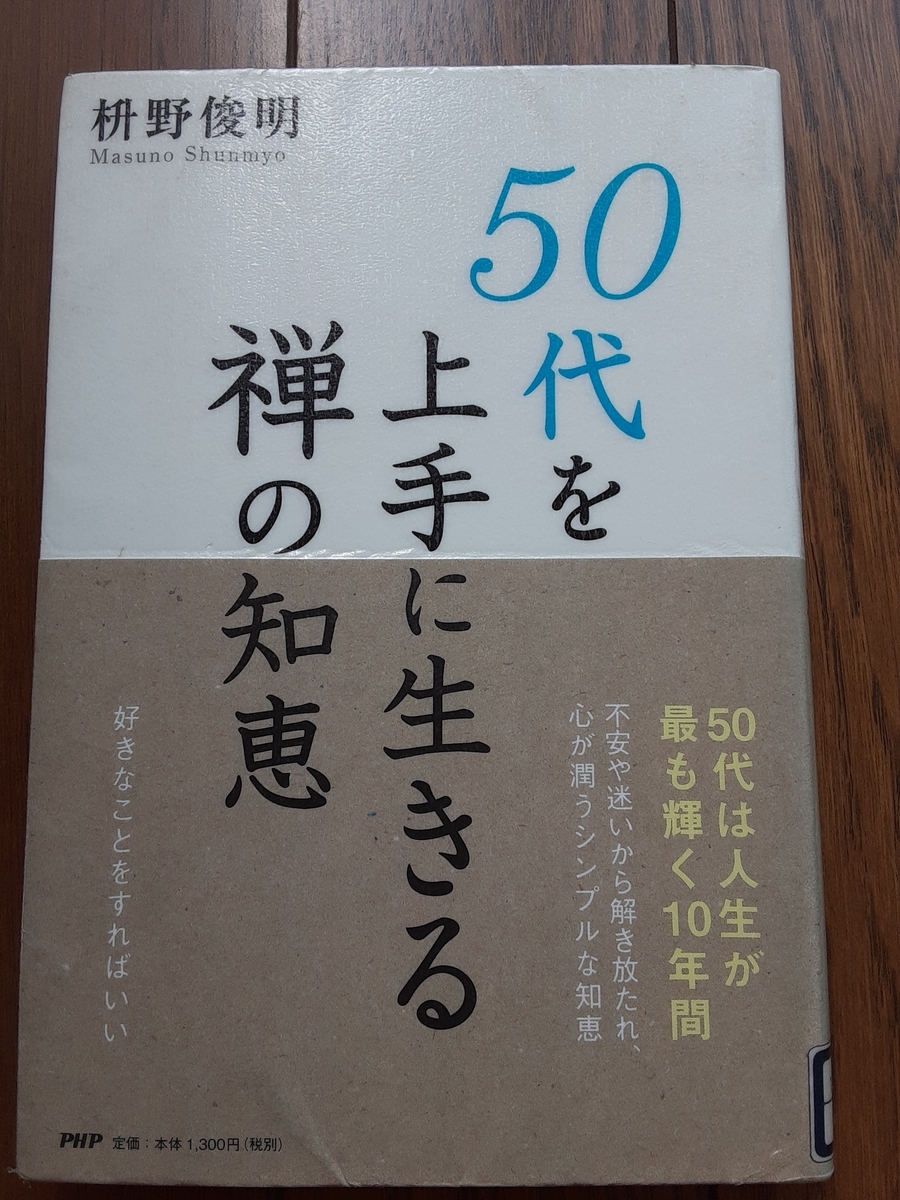 枡野俊明
Masuno Shunmyo
50代を
上手に生きる
禅の知恵
50代は人生が
最も輝く10年間
不安や迷いから解き放たれ、
心が潤うシンプルな知恵
好きなことをすればいい
PHP 定価：本体1,300円（税別）